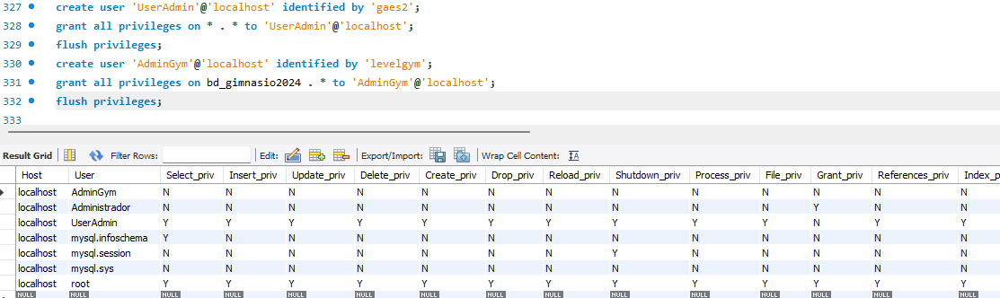 327 create user 'UserAdmin'@'localhost' identified by 'gaes2';
328 grant all privileges on * . * to 'UserAdmin'@'localhost';
329 flush privileges;
330 create user 'AdminGym'@'localhost' identified by 'levelgym';
331 grant all privileges on bd_gimnasio2024 . * to 'AdminGym'@'localhost';
332 flush privileges;
333
Result Grid Filter Rows: Edit: Export/Import: Wrap Cell Content:
Host User Select_priv Insert_priv Update_priv Delete_priv Create_priv Drop_priv Reload_priv Shutdown_priv Process_priv File_priv Grant_priv References_priv Index_p
localhost AdminGym N N N N N N N N N N N N N
localhost Administrador N N N N N N N N N N Y N N
localhost UserAdmin Y Y Y Y Y Y Y Y Y Y N Y Y
localhost mysql.infoschema Y N N N N N N N N N N N N
localhost mysql.session N N N N N N N Y N N N N N
localhost mysql.sys N N N N N N N N N N N N N
localhost root Y Y Y Y Y Y Y Y Y Y Y Y Y
NULL NULL NULL NULL NULL NULL NULL NULL NULL NULL NULL NULL NULL NULL NULL